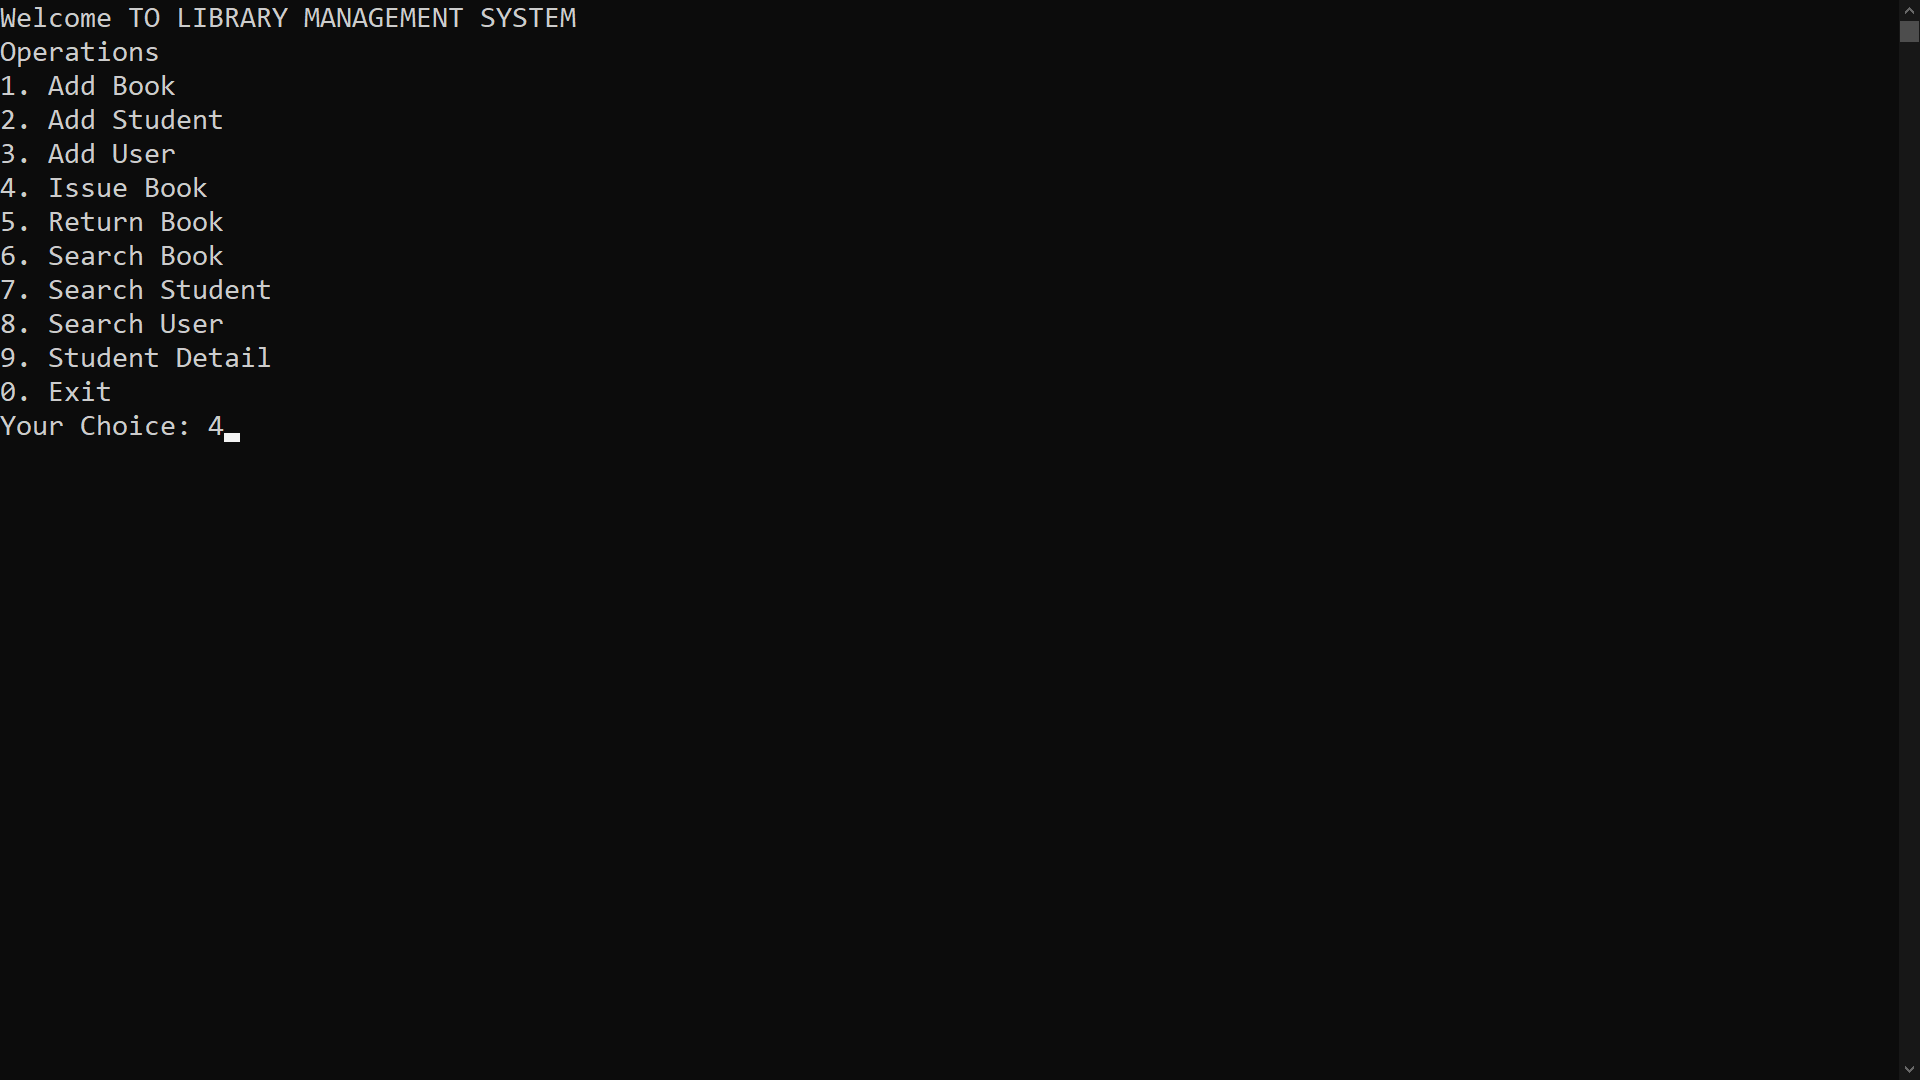 Welcome TO LIBRARY MANAGEMENT SYSTEM
Operations
1. Add Book
2. Add Student
3. Add User
4. Issue Book
5. Return Book
6. Search Book
7. Search Student
8. Search User
9. Student Detail
0. Exit
Your Choice: 4